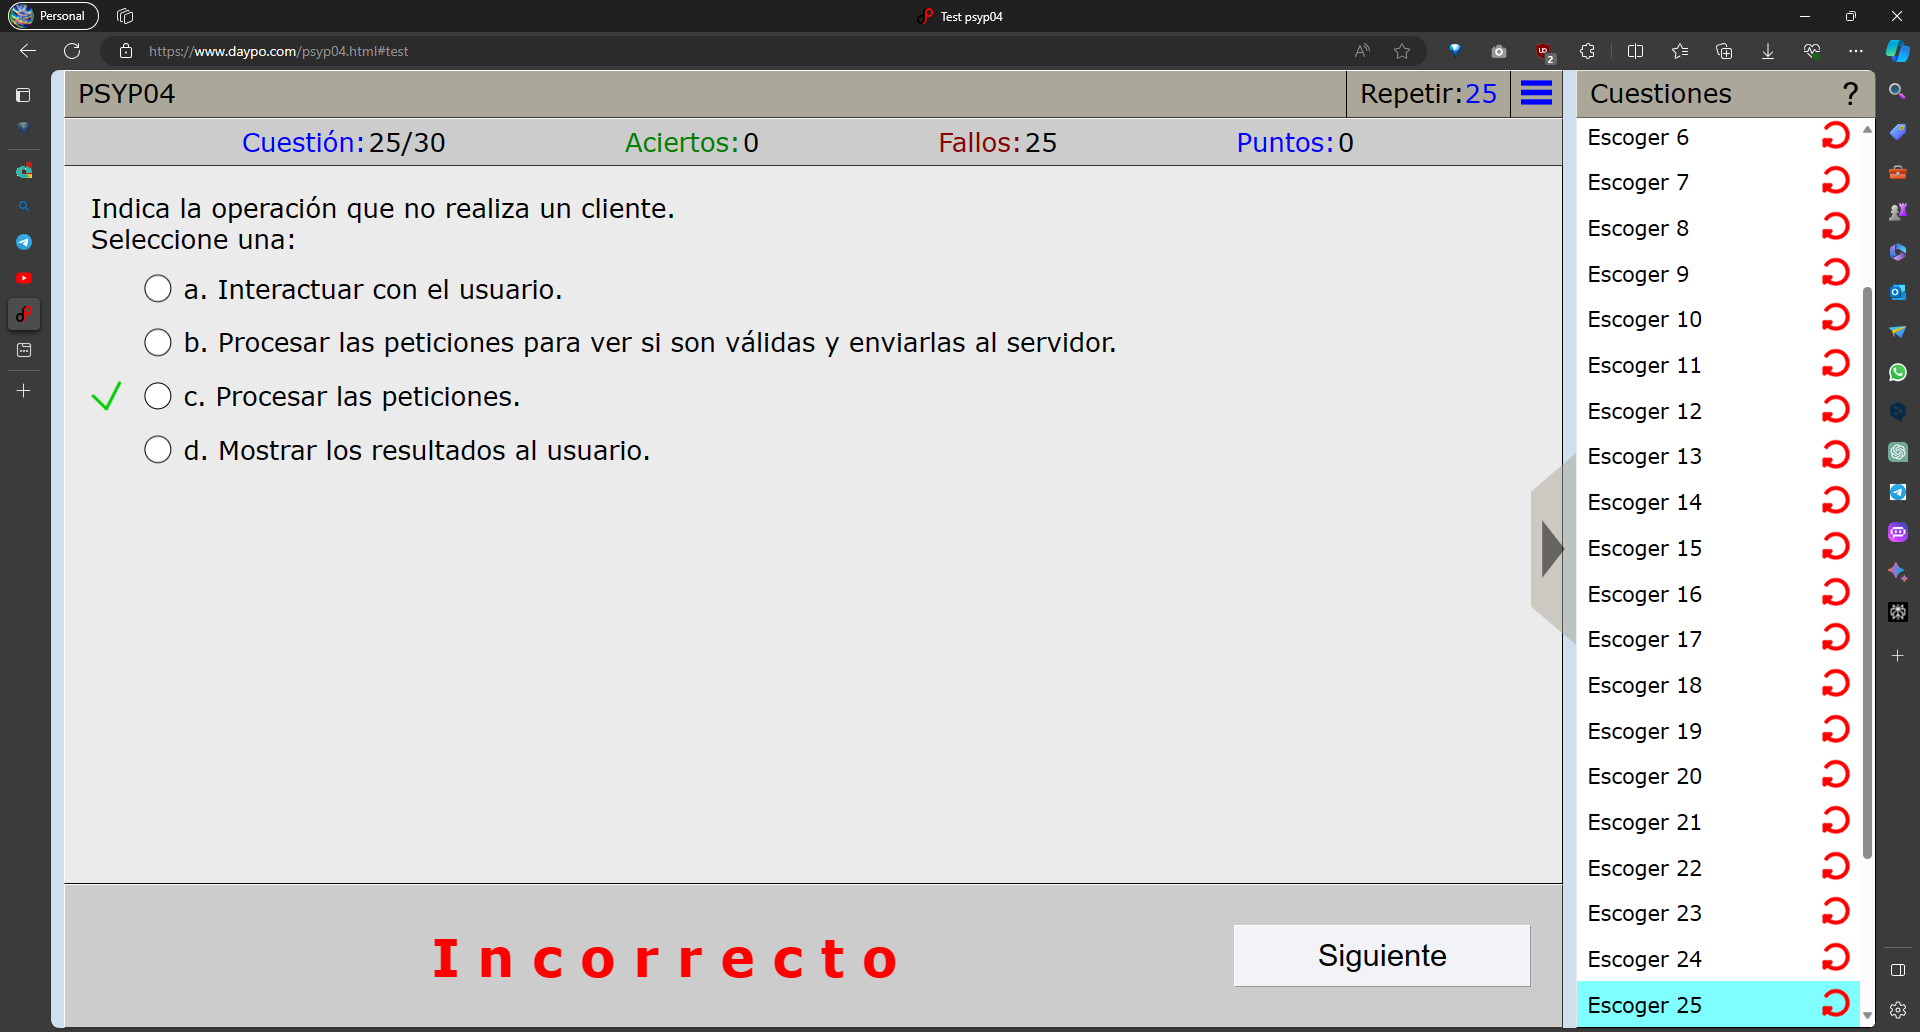 Personal
Test psyp04
https://www.daypo.com/psyp04.html#test
PSYP04
Repetir:25
Cuestión:25/30
Aciertos:0
Fallos:25
Puntos:0
Indica la operación que no realiza un cliente.
Seleccione una:
a. Interactuar con el usuario.
b. Procesar las peticiones para ver si son válidas y enviarlas al servidor.
c. Procesar las peticiones.
d. Mostrar los resultados al usuario.
Incorrecto
Siguiente
Cuestiones ?
Escoger 6
Escoger 7
Escoger 8
Escoger 9
Escoger 10
Escoger 11
Escoger 12
Escoger 13
Escoger 14
Escoger 15
Escoger 16
Escoger 17
Escoger 18
Escoger 19
Escoger 20
Escoger 21
Escoger 22
Escoger 23
Escoger 24
Escoger 25